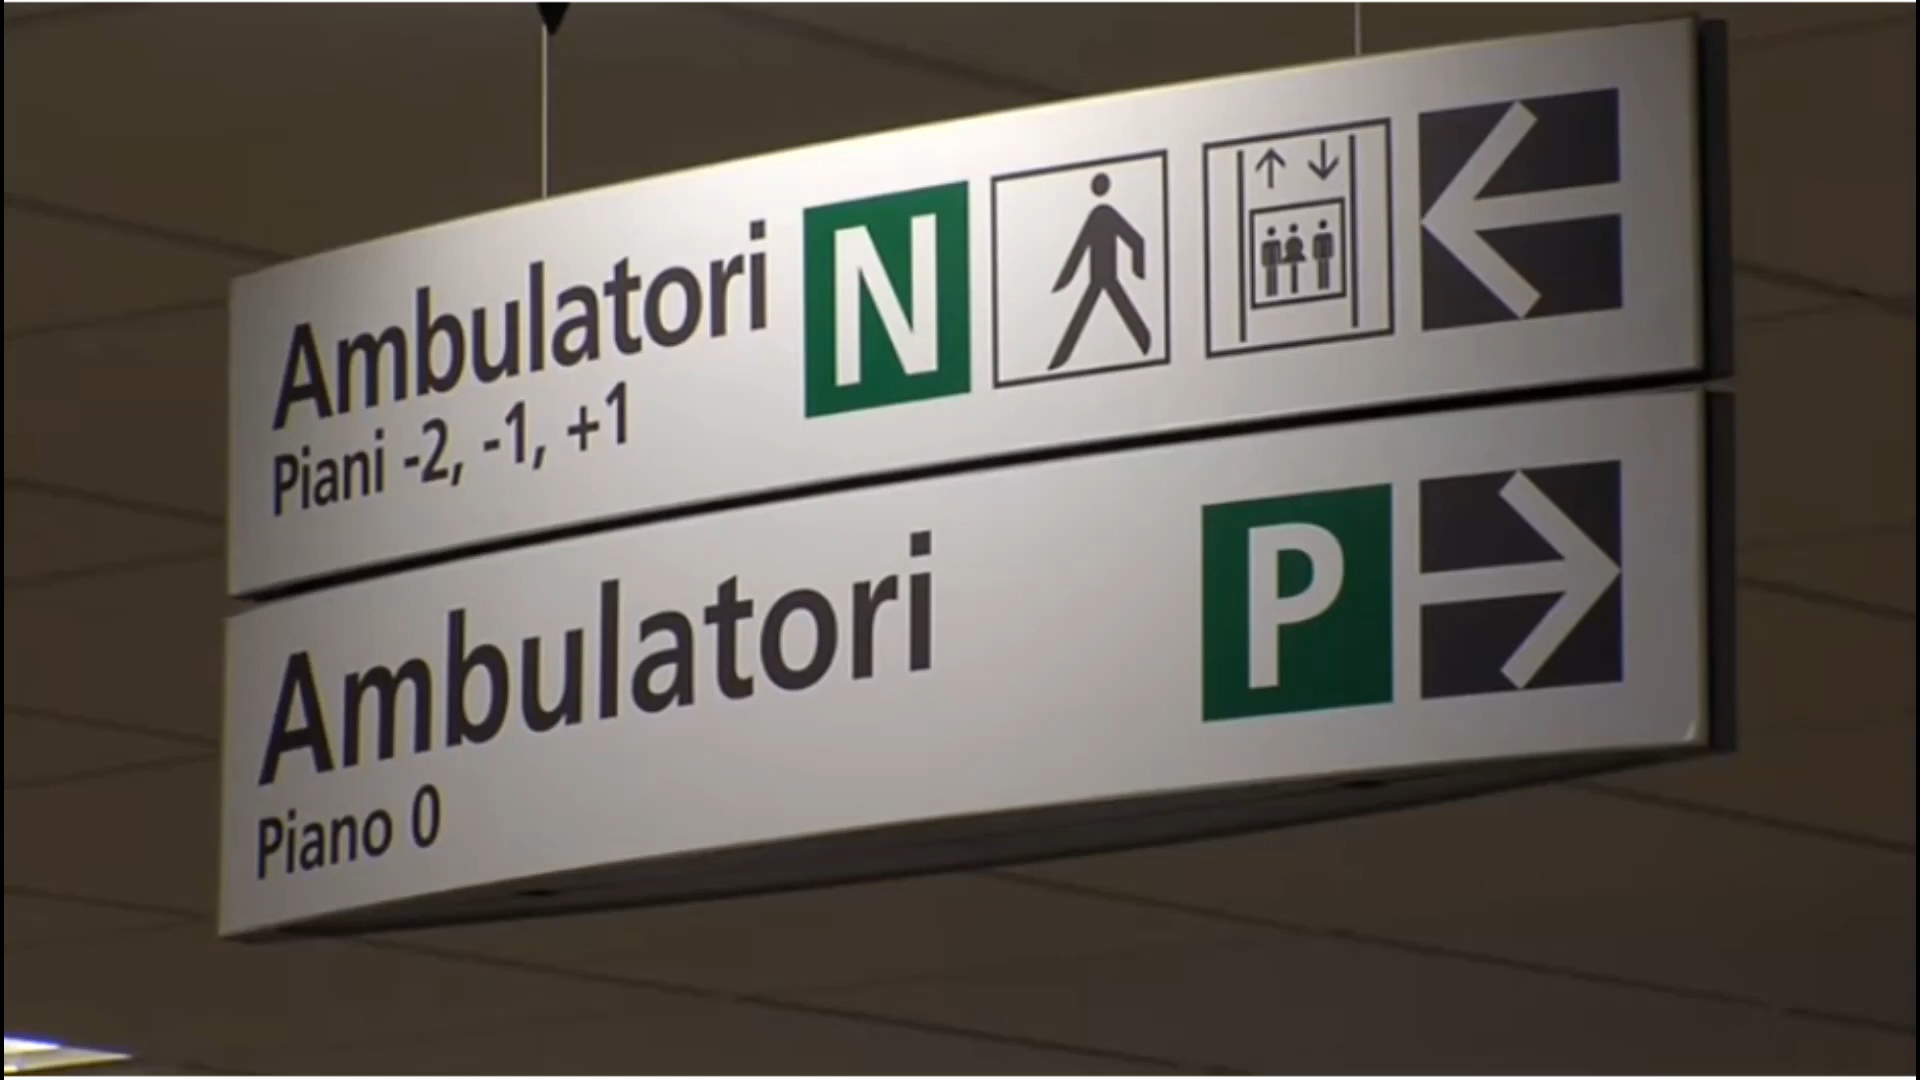 Ambulatori N
Piani -2, -1, +1
Ambulatori P
Piano 0